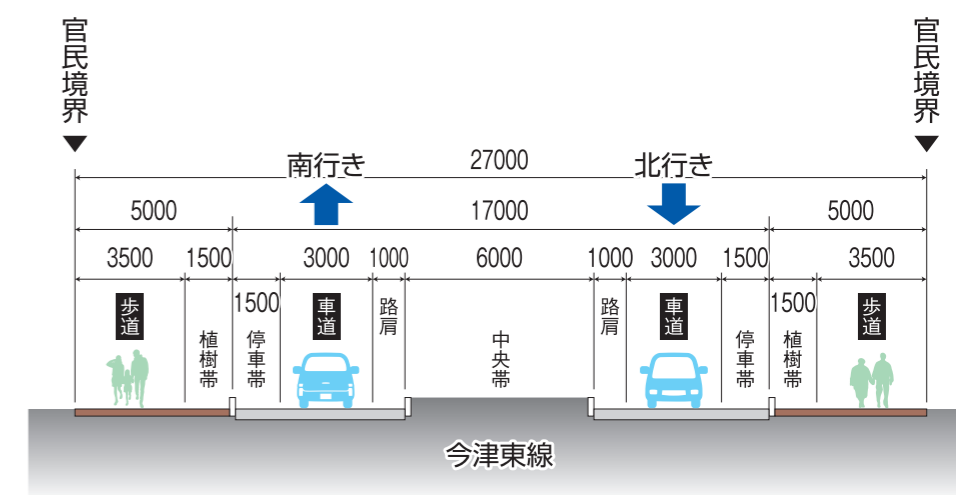 官民境界
官民境界
南行き
27000
北行き
5000
17000
5000
3500
1500
3000
1000
6000
1000
3000
1500
3500
1500
1500
歩道
植樹帯
停車帯
車道
路肩
中央帯
路肩
車道
停車帯
植樹帯
歩道
今津東線